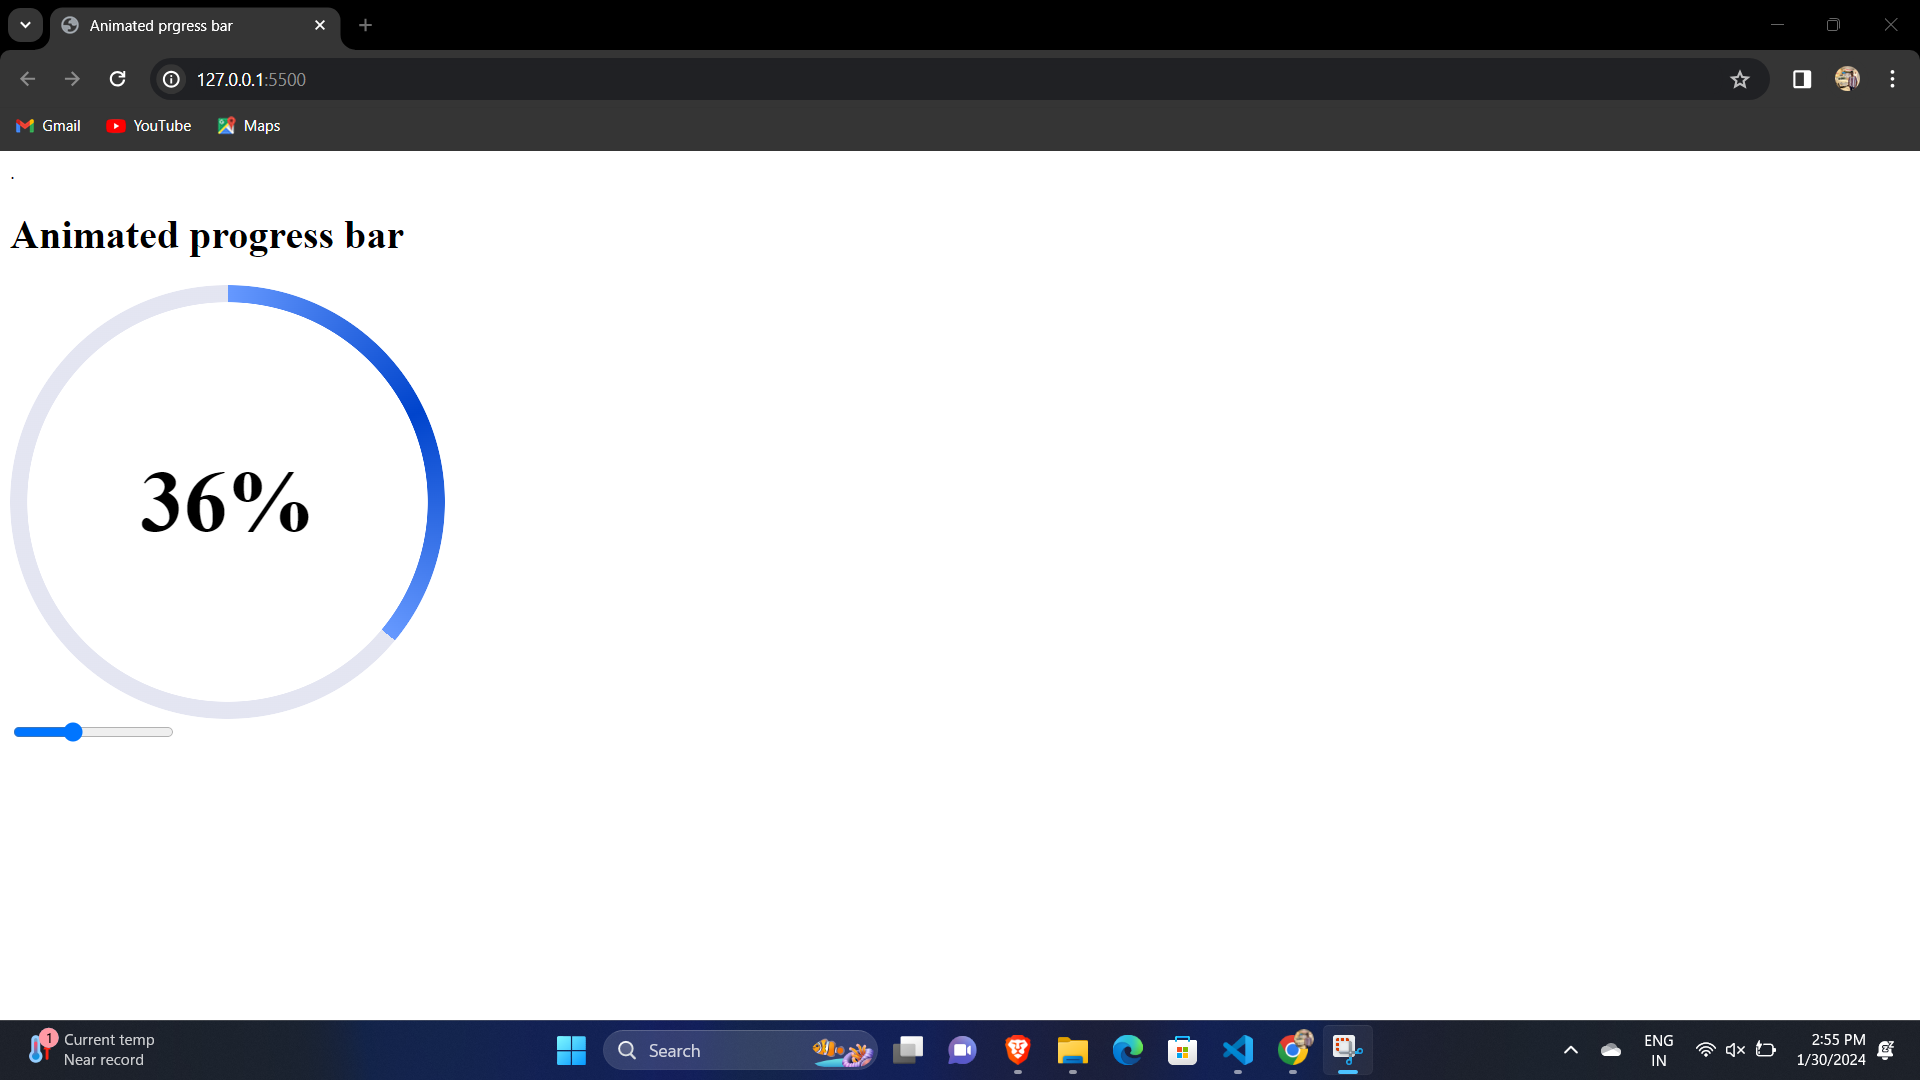 Animated prgress bar
127.0.0.1:5500
Gmail YouTube Maps
.
Animated progress bar
36%
1
Current temp
Near record
Search
ENG
IN
2:55 PM
1/30/2024